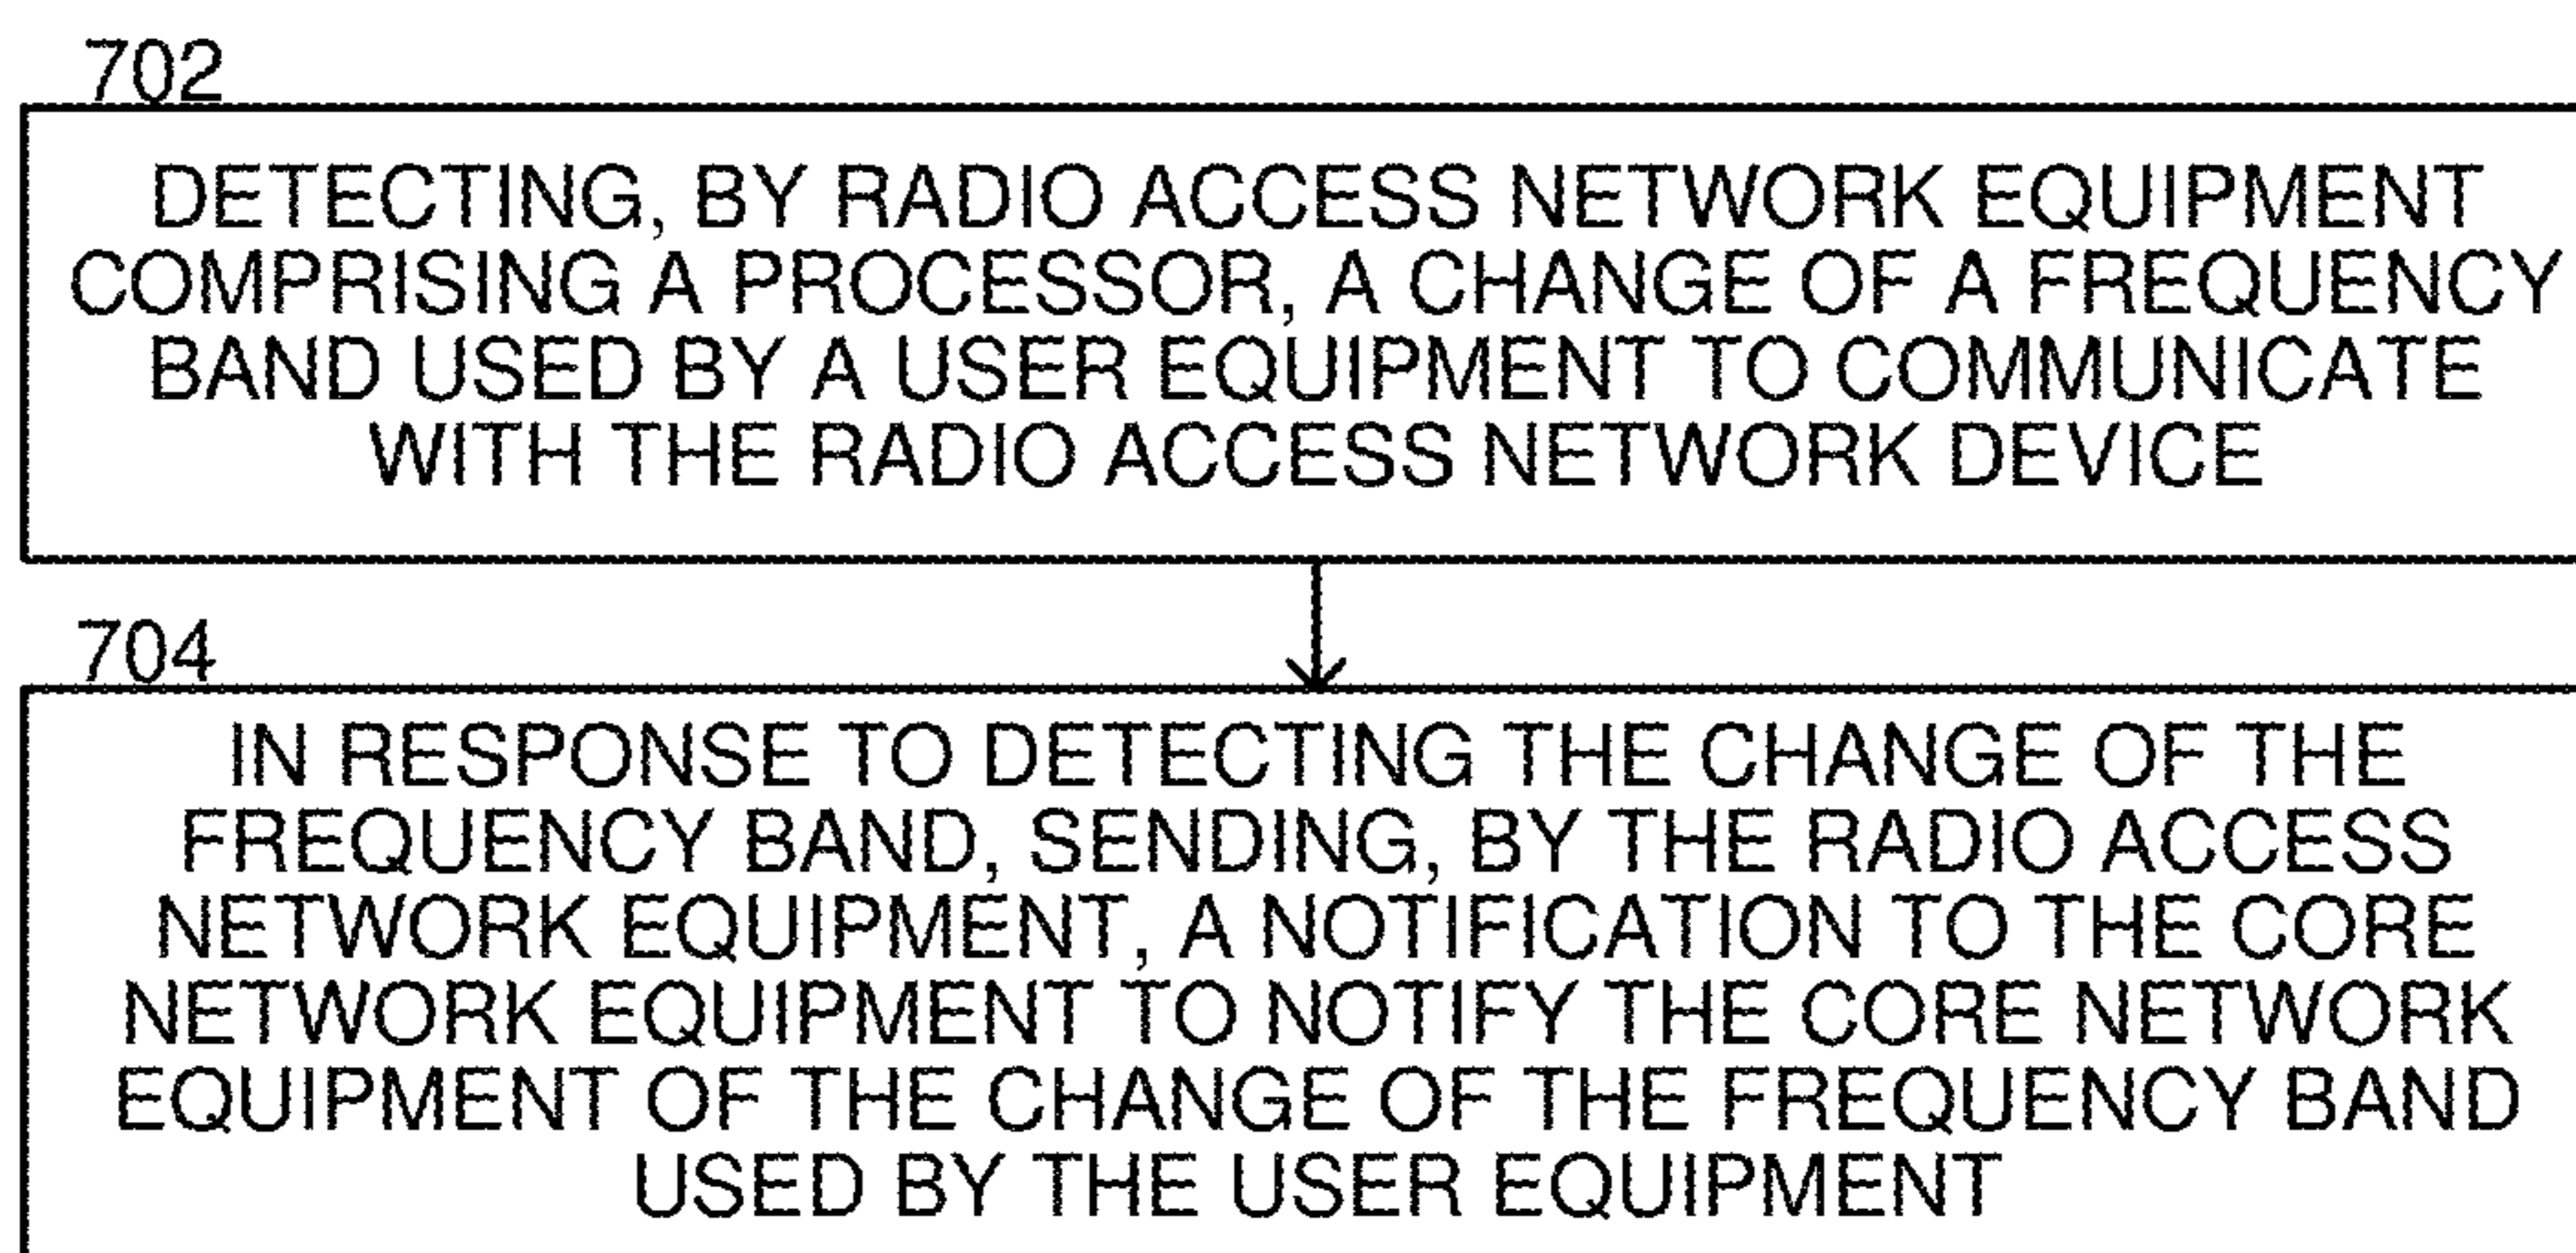 702
DETECTING, BY RADIO ACCESS NETWORK EQUIPMENT
COMPRISING A PROCESSOR, A CHANGE OF A FREQUENCY
BAND USED BY A USER EQUIPMENT TO COMMUNICATE
WITH THE RADIO ACCESS NETWORK DEVICE
704
IN RESPONSE TO DETECTING THE CHANGE OF THE
FREQUENCY BAND, SENDING, BY THE RADIO ACCESS
NETWORK EQUIPMENT, A NOTIFICATION TO THE CORE
NETWORK EQUIPMENT TO NOTIFY THE CORE NETWORK
EQUIPMENT OF THE CHANGE OF THE FREQUENCY BAND
USED BY THE USER EQUIPMENT